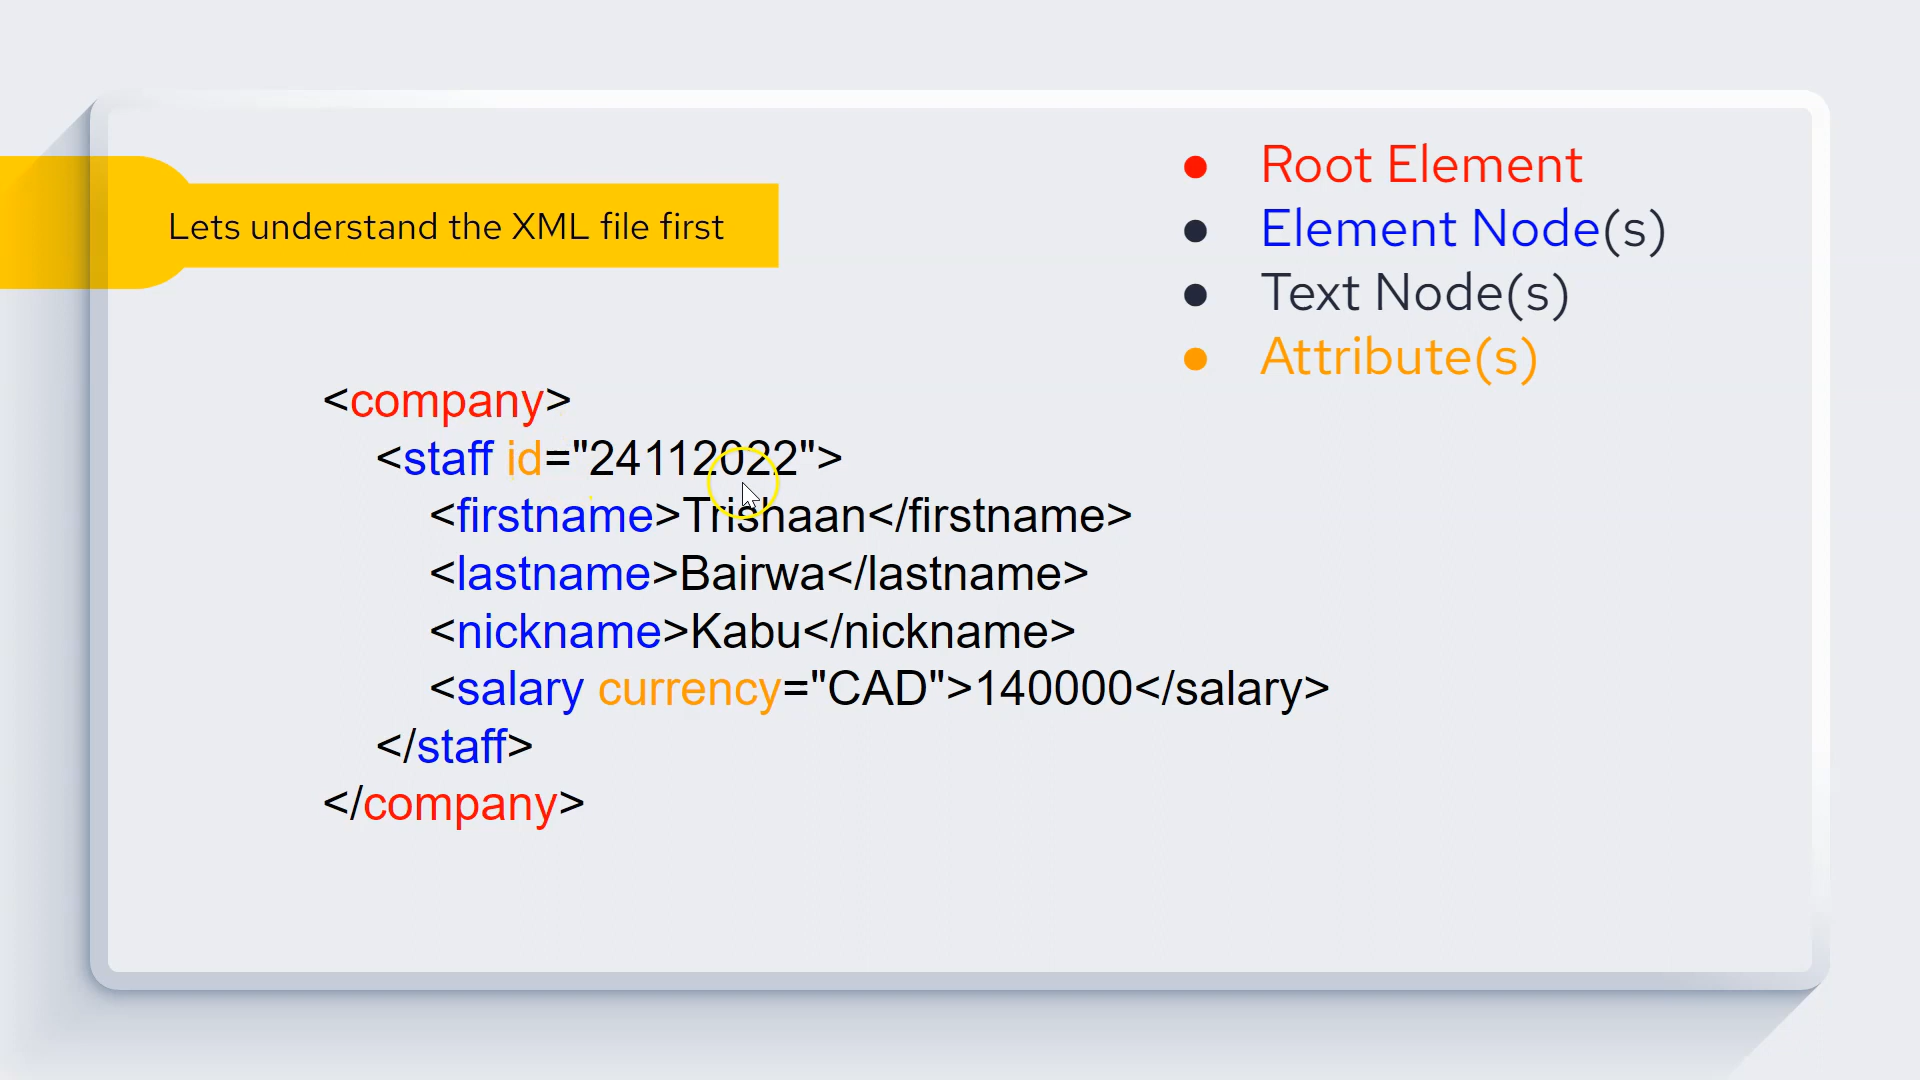 Lets understand the XML file first
● Root Element
● Element Node(s)
● Text Node(s)
● Attribute(s)
<company>
<staff id="24112022">
<firstname>Trishaan</firstname>
<lastname>Bairwa</lastname>
<nickname>Kabu</nickname>
<salary currency="CAD">140000</salary>
</staff>
</company>